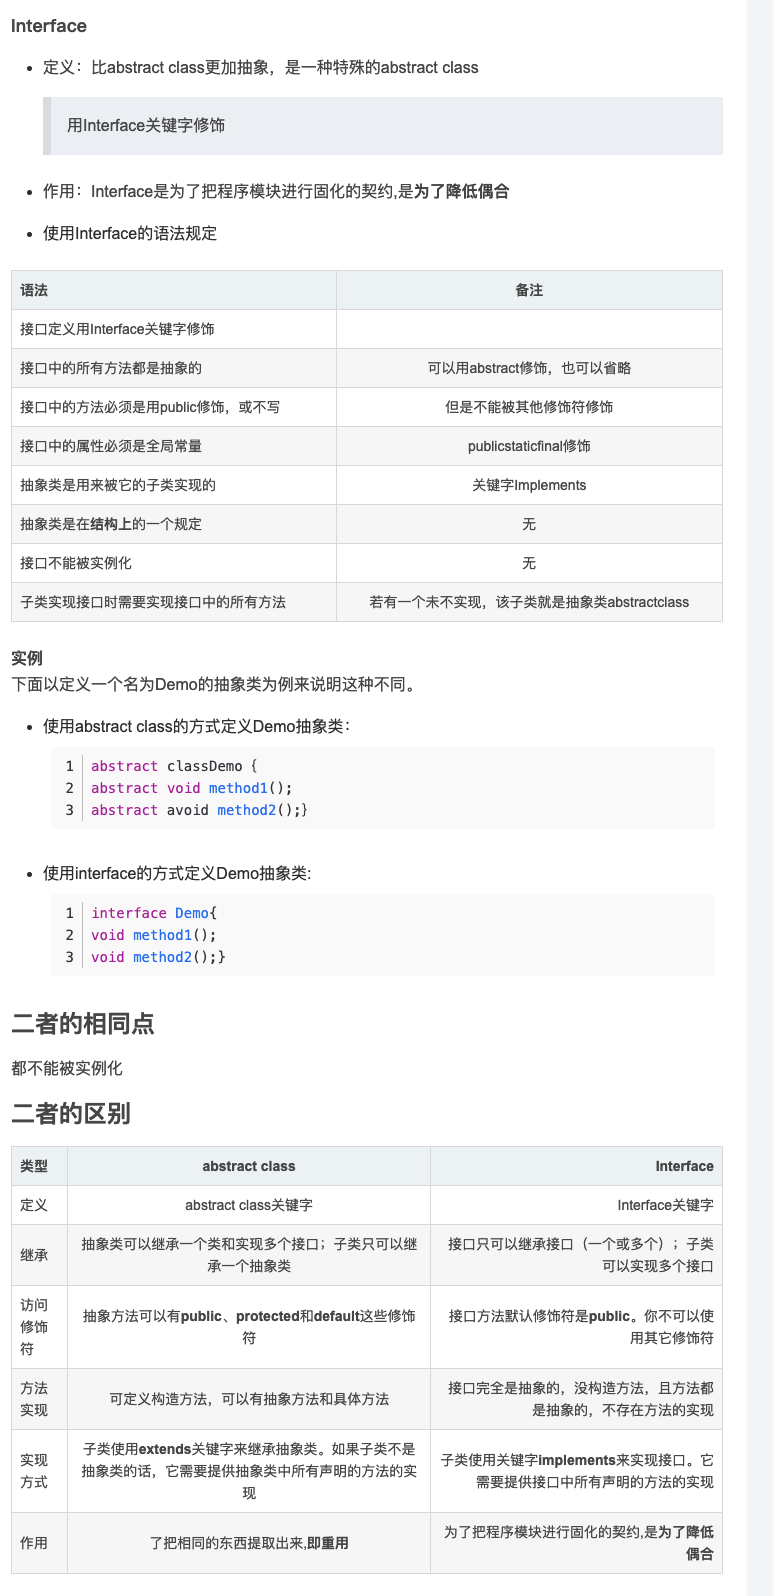 Interface
定义：比abstract class更加抽象，是一种特殊的abstract class
用Interface关键字修饰
作用：Interface是为了把程序模块进行固化的契约,是为了降低偶合
使用Interface的语法规定
语法 备注
接口定义用Interface关键字修饰
接口中的所有方法都是抽象的 可以用abstract修饰，也可以省略
接口中的方法必须是用public修饰，或不写 但是不能被其他修饰符修饰
接口中的属性必须是全局常量 publicstaticfinal修饰
抽象类是用来被它的子类实现的 关键字Implements
抽象类是在结构上的一个规定 无
接口不能被实例化 无
子类实现接口时需要实现接口中的所有方法 若有一个未不实现，该子类就是抽象类abstractclass
实例
下面以定义一个名为Demo的抽象类为例来说明这种不同。
使用abstract class的方式定义Demo抽象类：
1 abstract classDemo {
2 abstract void method1();
3 abstract avoid method2();}
使用interface的方式定义Demo抽象类:
1 interface Demo{
2 void method1();
3 void method2();}
二者的相同点
都不能被实例化
二者的区别
类型 abstract class Interface
定义 abstract class关键字 Interface关键字
继承
抽象类可以继承一个类和实现多个接口；子类只可以继
承一个抽象类
接口只可以继承接口（一个或多个）；子类
可以实现多个接口
访问
修饰
符
抽象方法可以有public、protected和default这些修饰
符
接口方法默认修饰符是public。你不可以使
用其它修饰符
方法
实现
可定义构造方法，可以有抽象方法和具体方法
接口完全是抽象的，没构造方法，且方法都
是抽象的，不存在方法的实现
实现
方式
子类使用extends关键字来继承抽象类。如果子类不是
抽象类的话，它需要提供抽象类中所有声明的方法的实
现
子类使用关键字implements来实现接口。它
需要提供接口中所有声明的方法的实现
作用
了把相同的东西提取出来,即重用
为了把程序模块进行固化的契约,是为了降低
偶合